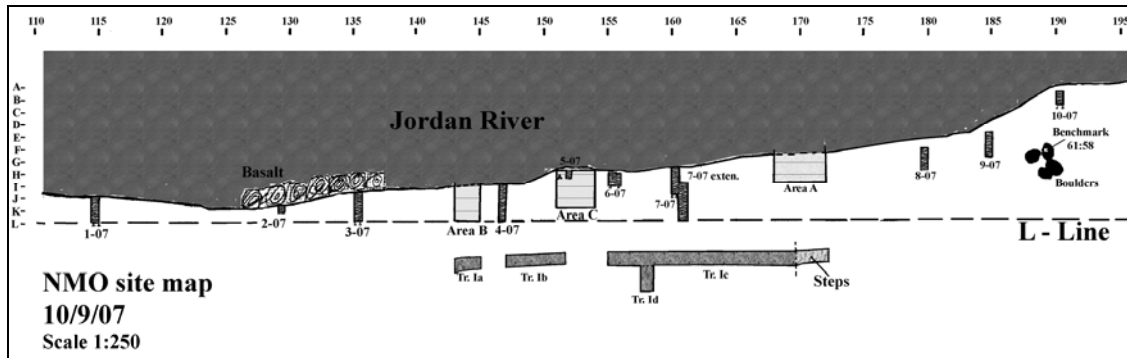 110 115 120 125 130 135 140 145 150 155 160 165 170 175 180 185 190 195
A-
B-
C-
D-
E-
F-
G-
H-
I-
J-
K-
L-
Jordan River
10-07
Benchmark
61:58
Boulders
9-07
8-07
Area A
7-07 exten.
7-07
6-07
5-07
Area C
4-07
Area B
Basalt
3-07
2-07
1-07
L - Line
Tr. Ia
Tr. Ib
Tr. Ic
Tr. Id
Steps
NMO site map
10/9/07
Scale 1:250